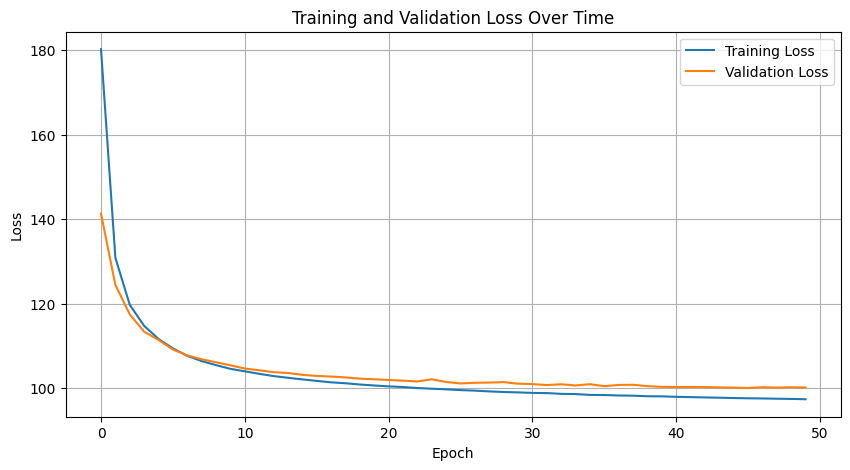 Training and Validation Loss Over Time
Training Loss
Validation Loss
Loss
180
160
140
120
100
0
10
20
30
40
50
Epoch